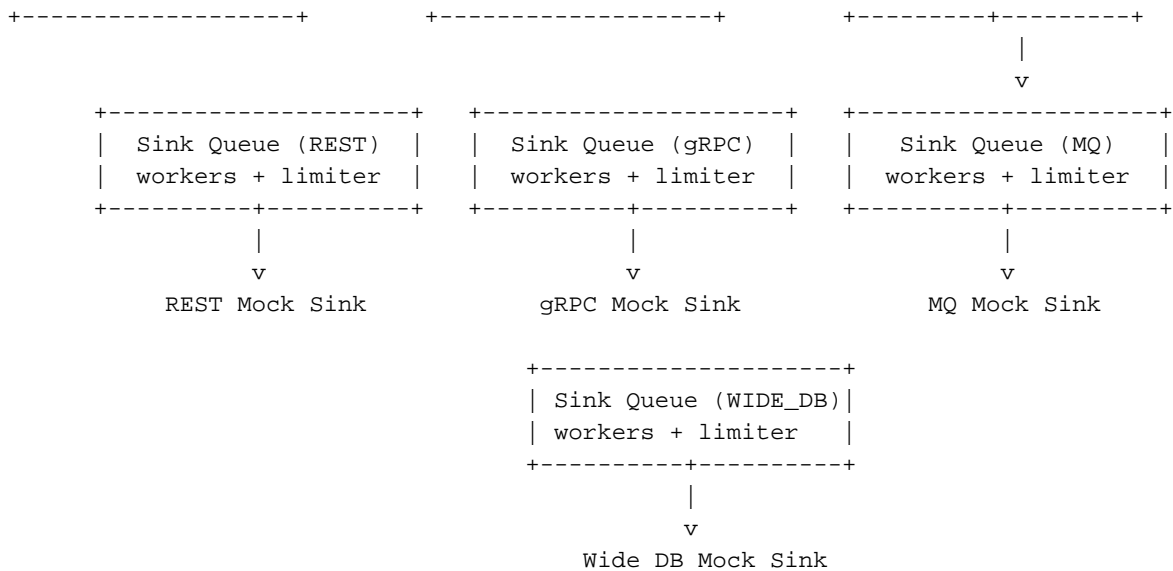 +-------------------+ +-------------------+ +---------+---------+
|
v
+---------------------+ +---------------------+ +---------------------+
| Sink Queue (REST) | | Sink Queue (gRPC) | | Sink Queue (MQ) |
| workers + limiter | | workers + limiter | | workers + limiter |
+----------+----------+ +----------+----------+ +----------+----------+
| | |
v v v
REST Mock Sink gRPC Mock Sink MQ Mock Sink
+---------------------+
| Sink Queue (WIDE_DB)|
| workers + limiter |
+----------+----------+
|
v
Wide DB Mock Sink